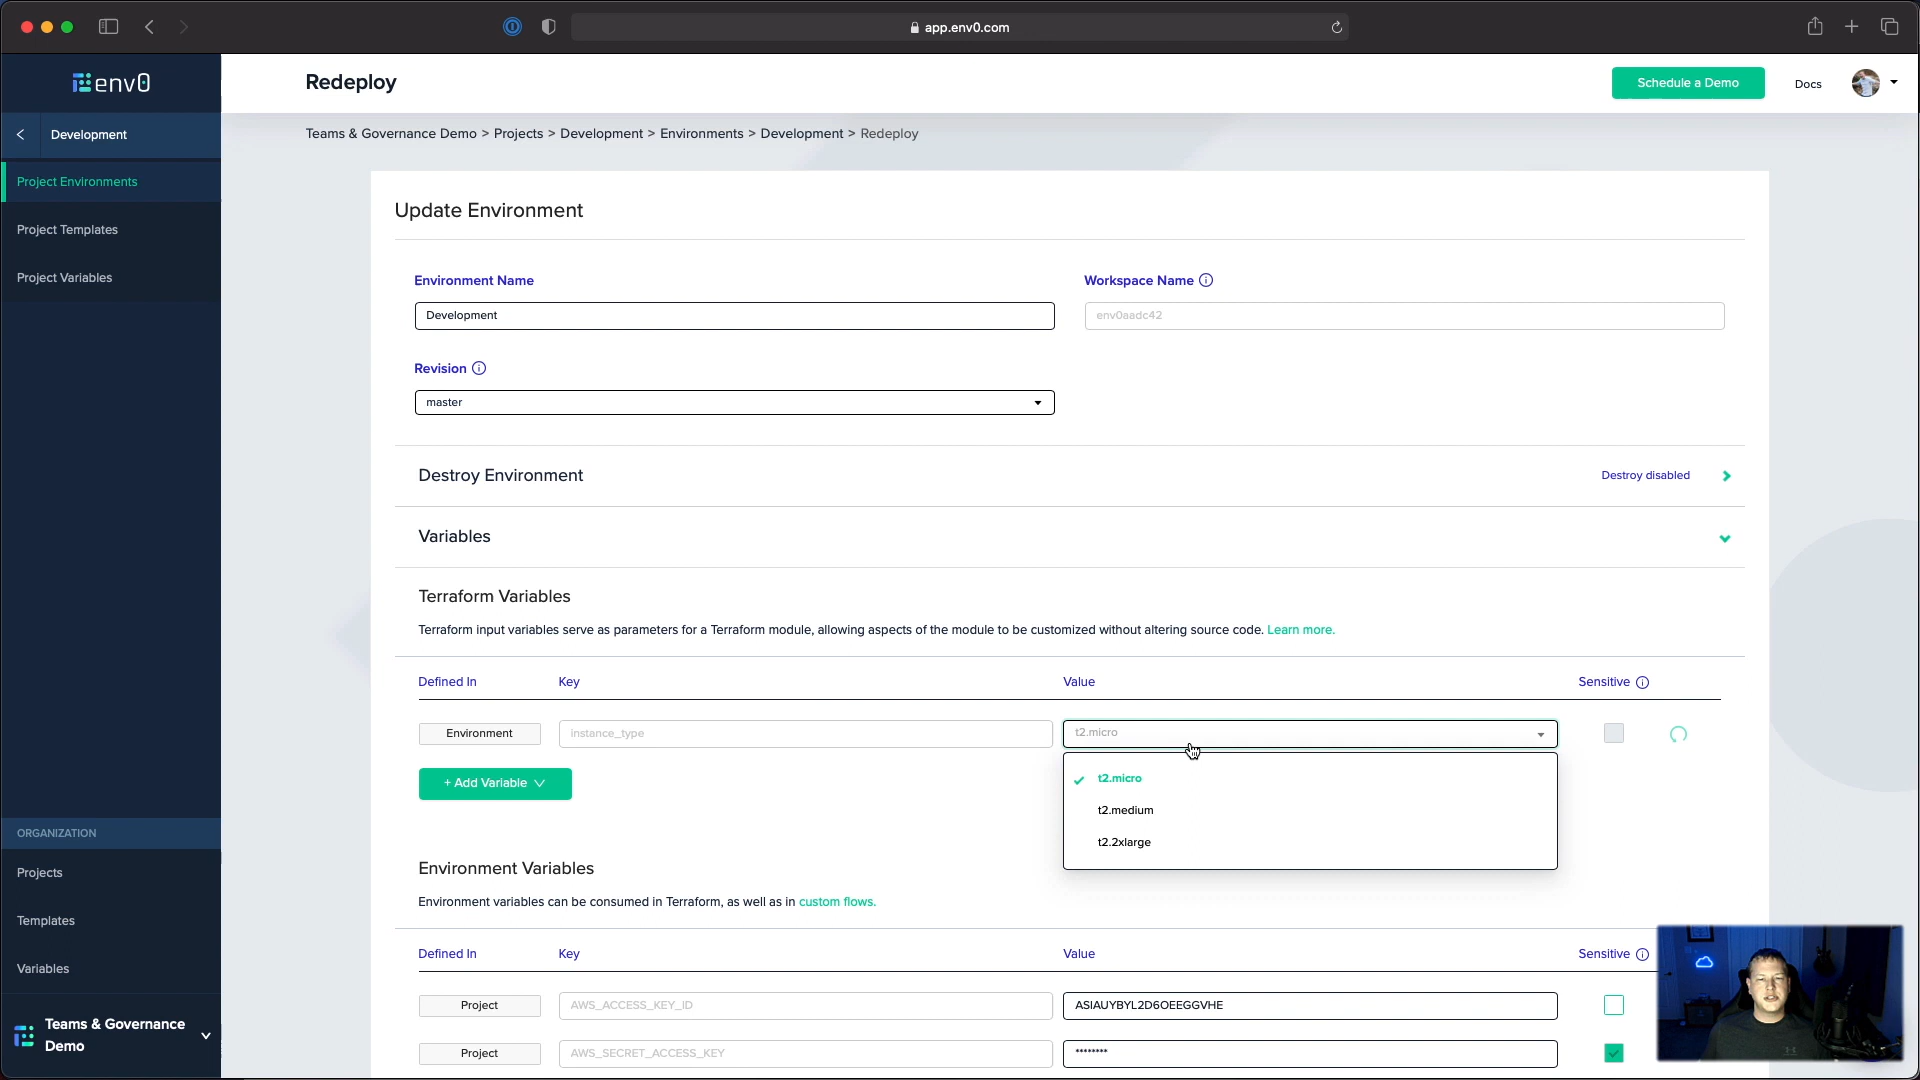 app.env0.com
env0
Redeploy
Schedule a Demo
Docs
Development
Teams & Governance Demo > Projects > Development > Environments > Development > Redeploy
Project Environments
Project Templates
Project Variables
Update Environment
Environment Name
Workspace Name
Development
env0aadc42
Revision
master
Destroy Environment
Destroy disabled
Variables
Terraform Variables
Terraform input variables serve as parameters for a Terraform module, allowing aspects of the module to be customized without altering source code. Learn more.
Defined In Key Value Sensitive
Environment instance_type t2.micro
t2.micro
t2.medium
t2.2xlarge
+ Add Variable
Environment Variables
Environment variables can be consumed in Terraform, as well as in custom flows.
Defined In Key Value Sensitive
Project AWS_ACCESS_KEY_ID ASIAUYBYL2D6OEEGGVHE
Project AWS_SECRET_ACCESS_KEY ********
ORGANIZATION
Projects
Templates
Variables
Teams & Governance
Demo